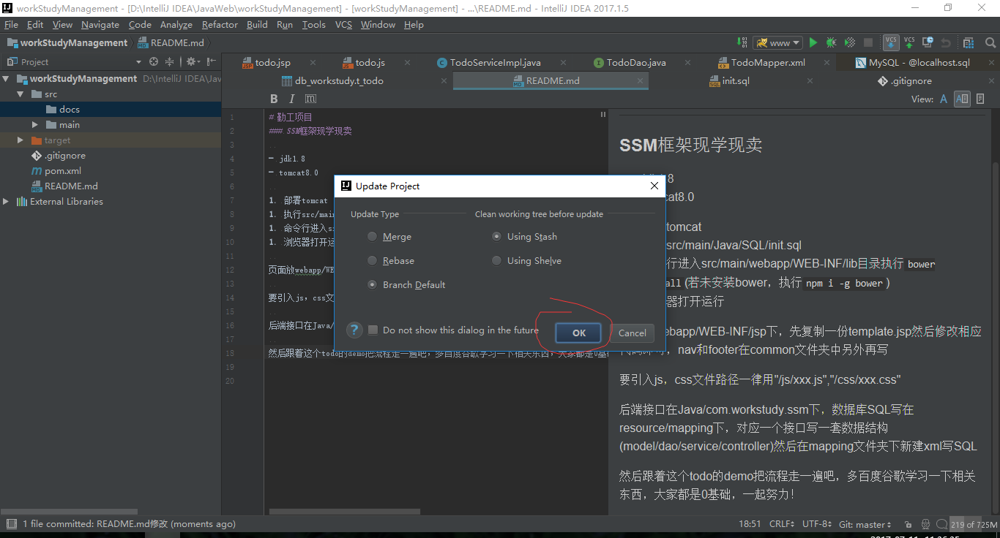 workStudyManagement - [D:\IntelliJ IDEA\JavaWeb\workStudyManagement] - [workStudyManagement] - ...\README.md - IntelliJ IDEA 2017.1.5
File Edit View Navigate Code Analyze Refactor Build Run Tools VCS Window Help
workStudyManagement README.md
www
VCS VCS
Project
todo.jsp todo.js TodoServiceImpl.java TodoDao.java TodoMapper.xml MySQL - @localhost.sql
db_workstudy.t_todo README.md init.sql .gitignore
workStudyManagement D:\IntelliJ IDEA\Jav
src
docs
main
target
.gitignore
pom.xml
README.md
External Libraries
B I m
View: A A
1 # 勤工项目
2 ### SSM框架现学现卖
3
4 - jdk1.8
5 - tomcat8.0
6
7 1. 部署tomcat
8 1. 执行src/mai
9 1. 命令行进入s
10 1. 浏览器打开运
11
12 页面放webapp/WE
13
14 要引入js，css文
15
16 后端接口在Java/
17
18 然后跟着这个todo的demo把流程走一遍吧，多百度谷歌学习一下相关东西，大家都是0基
19
20
Update Project
Update Type Clean working tree before update
Merge Using Stash
Rebase Using Shelve
Branch Default
? Do not show this dialog in the future OK Cancel
SSM框架现学现卖
8
cat8.0
tomcat
src/main/Java/SQL/init.sql
行进入src/main/webapp/WEB-INF/lib目录执行 bower
all (若未安装bower，执行 npm i -g bower )
器打开运行
ebapp/WEB-INF/jsp下，先复制一份template.jsp然后修改相应
nav和footer在common文件夹中另外再写
要引入js，css文件路径一律用"/js/xxx.js","/css/xxx.css"
后端接口在Java/com.workstudy.ssm下，数据库SQL写在
resource/mapping下，对应一个接口写一套数据结构
(model/dao/service/controller)然后在mapping文件夹下新建xml写SQL
然后跟着这个todo的demo把流程走一遍吧，多百度谷歌学习一下相关
东西，大家都是0基础，一起努力！
1 file committed: README.md修改 (moments ago) 18:51 CRLF UTF-8 Git: master 219 of 725M